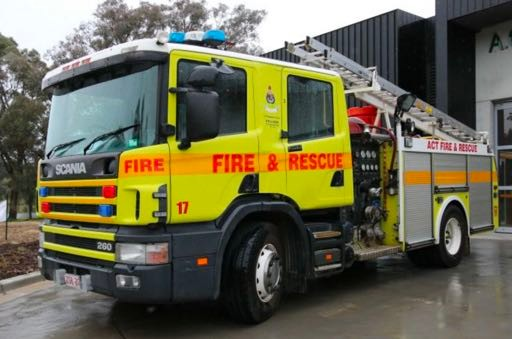 SCANIA
FIRE
FIRE & RESCUE
17
260
ACT FIRE & RESCUE